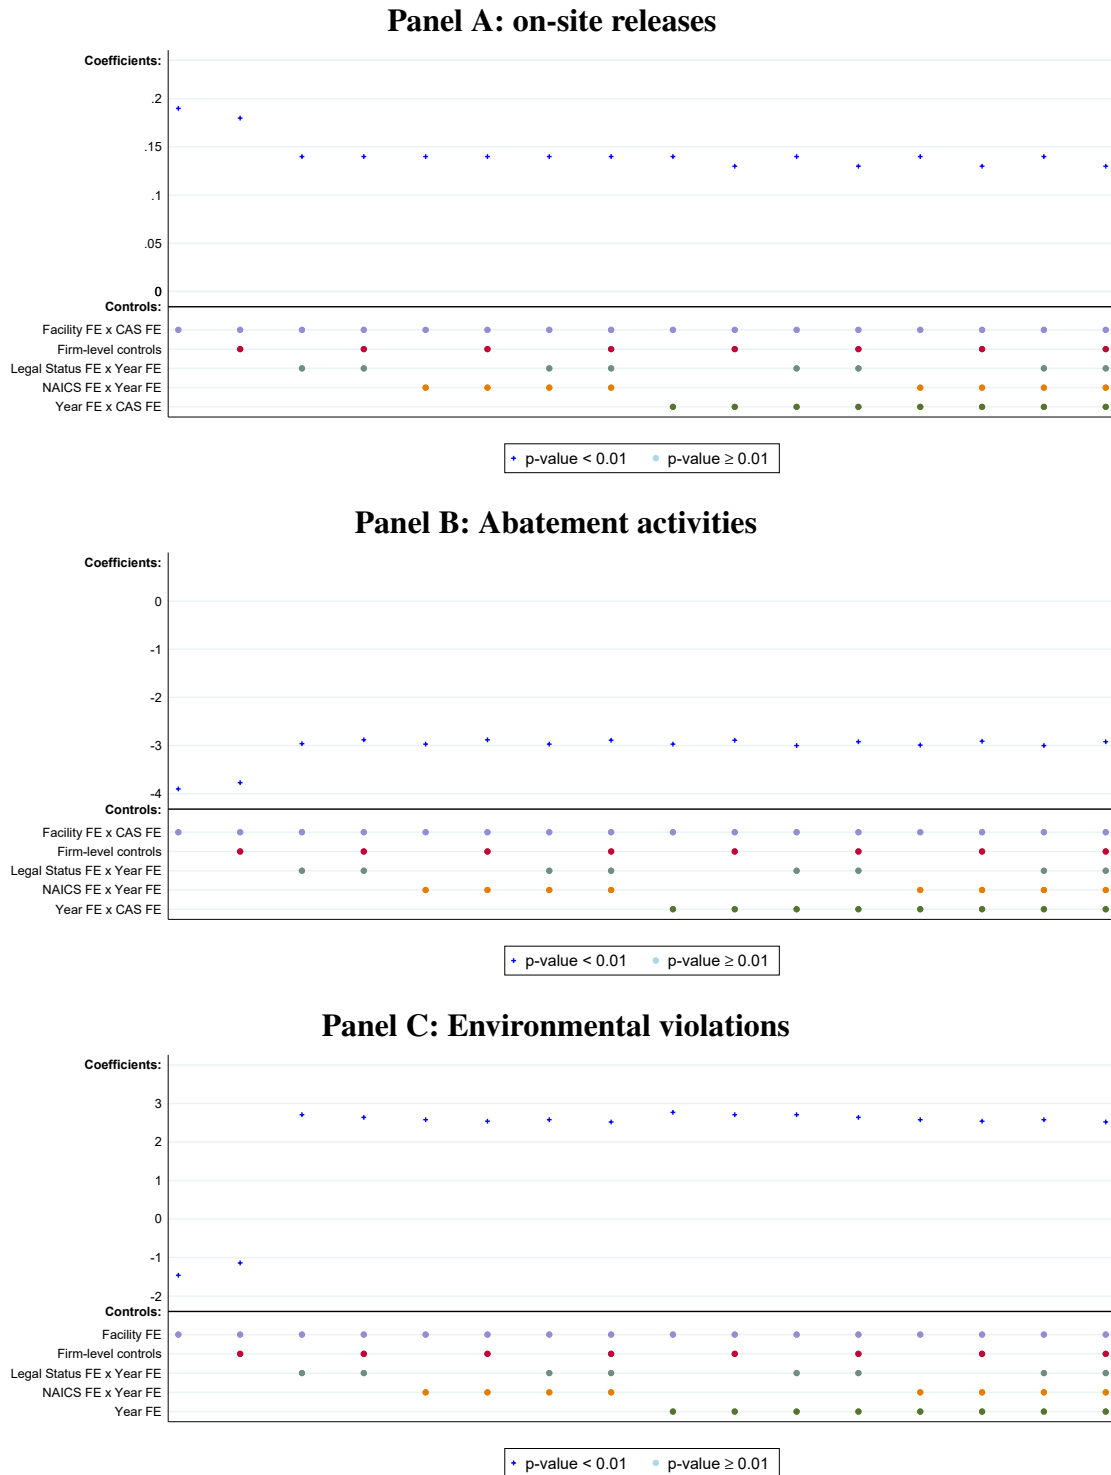 Panel A: on-site releases
Coefficients:
.2
.15
.1
.05
0
Controls:
Facility FE x CAS FE
Firm-level controls
Legal Status FE x Year FE
NAICS FE x Year FE
Year FE x CAS FE
p-value < 0.01 p-value ≥ 0.01
Panel B: Abatement activities
Coefficients:
0
-1
-2
-3
-4
Controls:
Facility FE x CAS FE
Firm-level controls
Legal Status FE x Year FE
NAICS FE x Year FE
Year FE x CAS FE
p-value < 0.01 p-value ≥ 0.01
Panel C: Environmental violations
Coefficients:
3
2
1
0
-1
-2
Controls:
Facility FE
Firm-level controls
Legal Status FE x Year FE
NAICS FE x Year FE
Year FE
p-value < 0.01 p-value ≥ 0.01